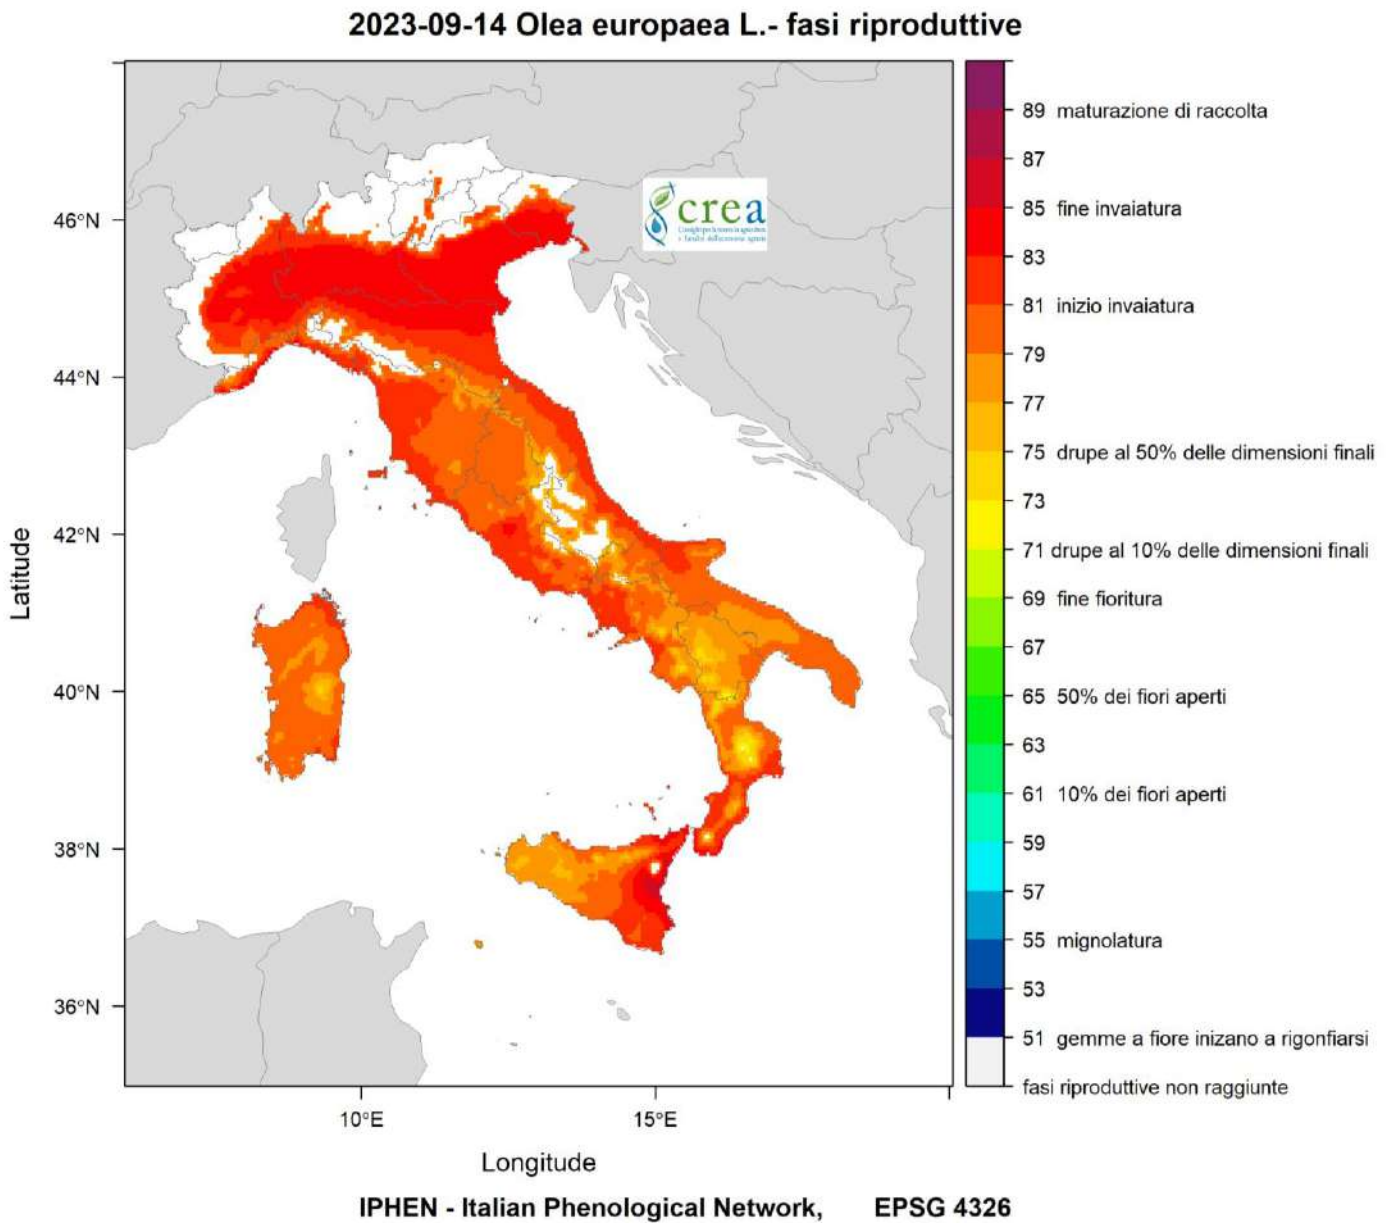 2023-09-14 Olea europaea L.- fasi riproduttive
crea
89 maturazione di raccolta
87
85 fine invaiatura
83
81 inizio invaiatura
79
77
75 drupe al 50% delle dimensioni finali
73
71 drupe al 10% delle dimensioni finali
69 fine fioritura
67
65 50% dei fiori aperti
63
61 10% dei fiori aperti
59
57
55 mignolatura
53
51 gemme a fiore inizano a rigonfiarsi
fasi riproduttive non raggiunte
Latitude
46°N
44°N
42°N
40°N
38°N
36°N
10°E
15°E
Longitude
IPHEN - Italian Phenological Network, EPSG 4326